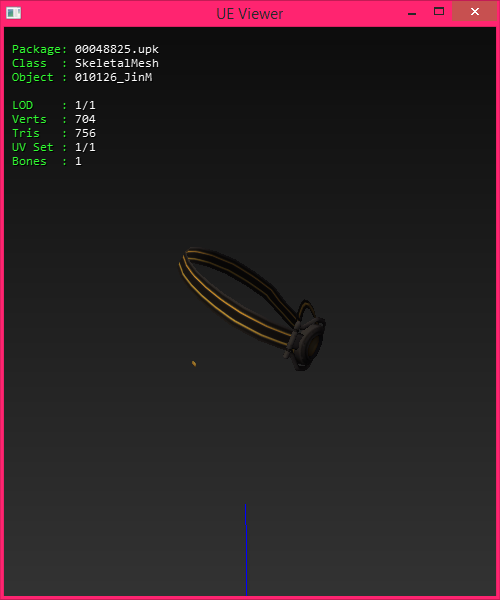 UE Viewer
Package: 00048825.upk
Class  : SkeletalMesh
Object : 010126_JinM
LOD    : 1/1
Verts  : 704
Tris   : 756
UV Set : 1/1
Bones  : 1